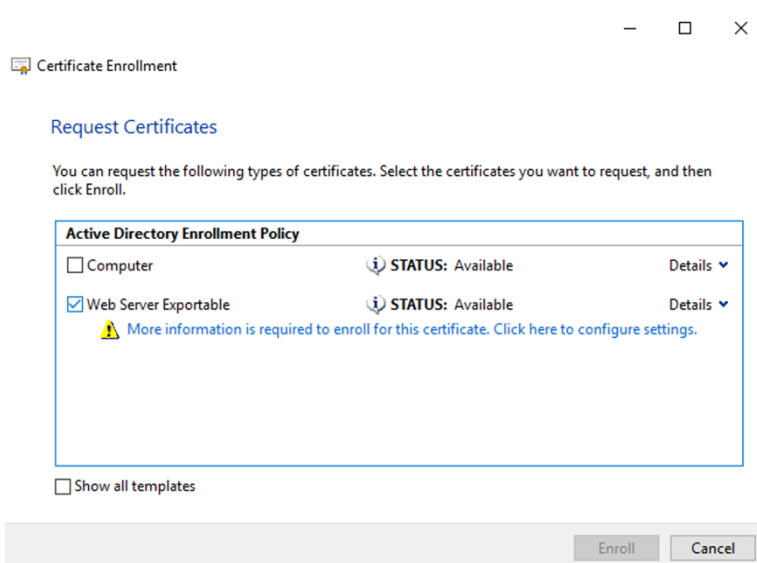 Certificate Enrollment
Request Certificates
You can request the following types of certificates. Select the certificates you want to request, and then
click Enroll.
Active Directory Enrollment Policy
Computer STATUS: Available Details
Web Server Exportable STATUS: Available Details
More information is required to enroll for this certificate. Click here to configure settings.
Show all templates
Enroll Cancel